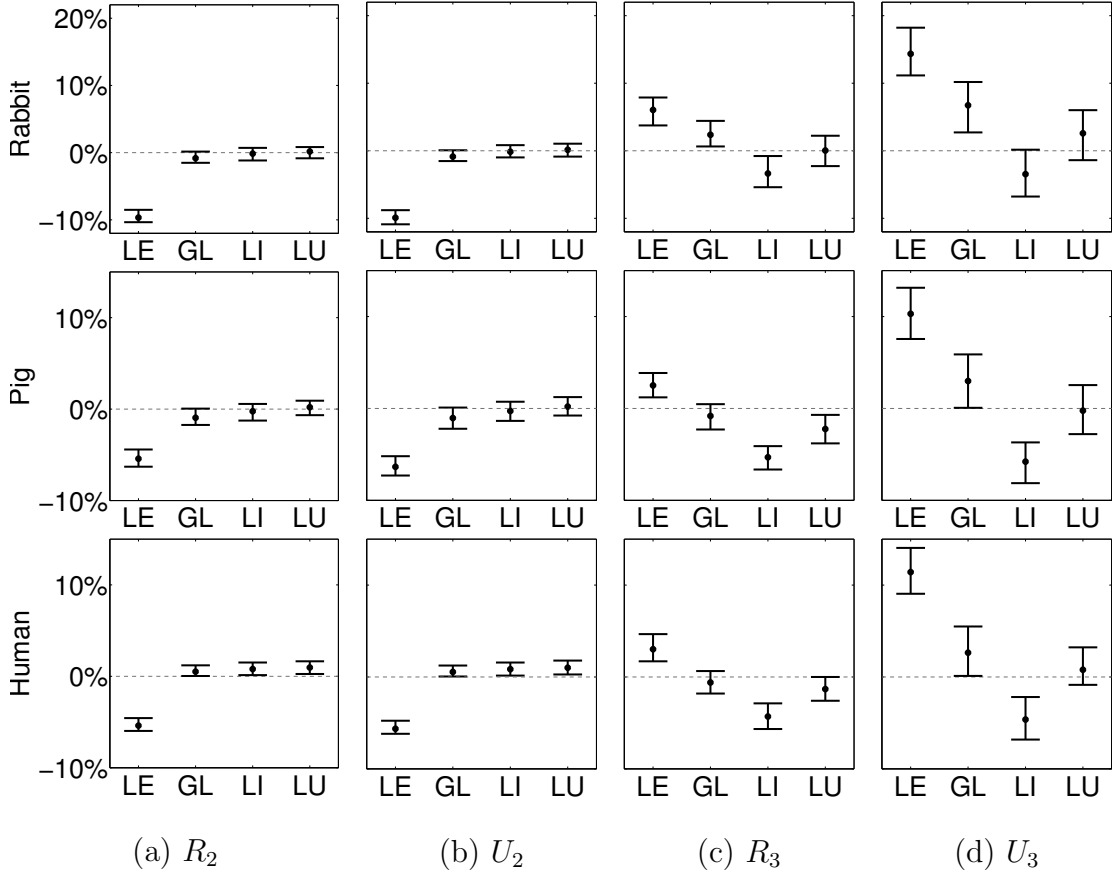 Rabbit
20%
10%
0%
−10%
LE GL LI LU
LE GL LI LU
LE GL LI LU
LE GL LI LU
Pig
10%
0%
−10%
LE GL LI LU
LE GL LI LU
LE GL LI LU
LE GL LI LU
Human
10%
0%
−10%
LE GL LI LU
LE GL LI LU
LE GL LI LU
LE GL LI LU
(a) R₂
(b) U₂
(c) R₃
(d) U₃